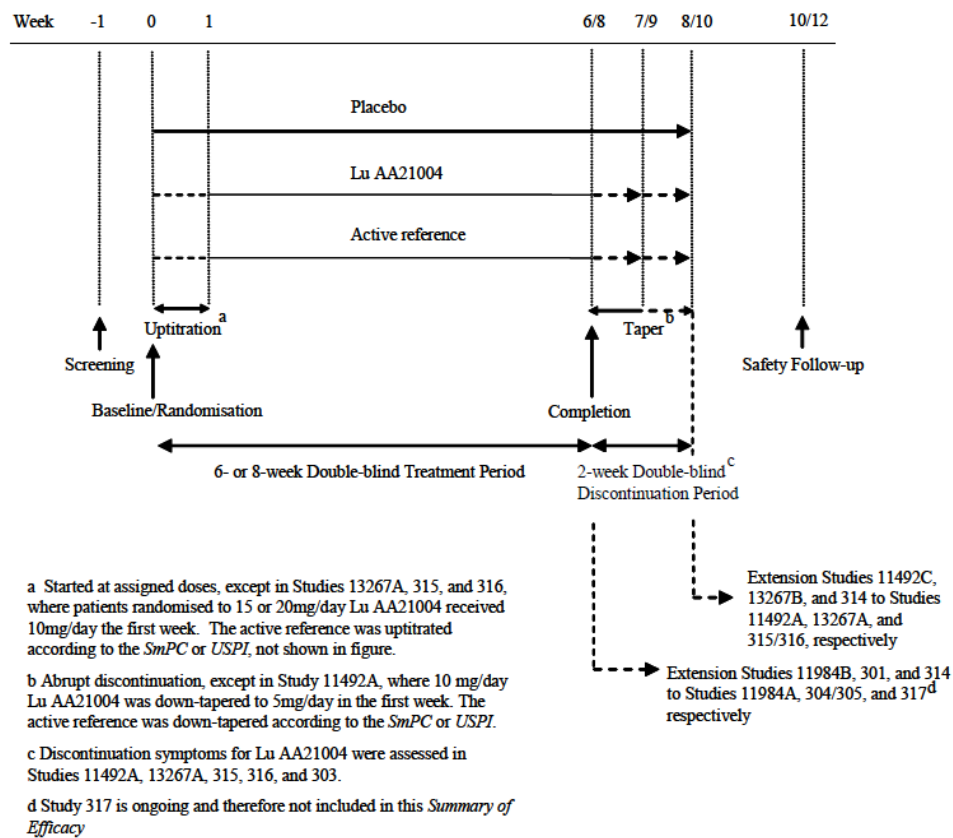 Week -1 0 1 6/8 7/9 8/10 10/12
Placebo
Lu AA21004
Active reference
Uptitration a
Taper b
Screening
Safety Follow-up
Baseline/Randomisation
Completion
6- or 8-week Double-blind Treatment Period
2-week Double-blind c
Discontinuation Period
a Started at assigned doses, except in Studies 13267A, 315, and 316,
where patients randomised to 15 or 20mg/day Lu AA21004 received
10mg/day the first week. The active reference was uptitrated
according to the SmPC or USPI, not shown in figure.
b Abrupt discontinuation, except in Study 11492A, where 10 mg/day
Lu AA21004 was down-tapered to 5mg/day in the first week. The
active reference was down-tapered according to the SmPC or USPI.
c Discontinuation symptoms for Lu AA21004 were assessed in
Studies 11492A, 13267A, 315, 316, and 303.
d Study 317 is ongoing and therefore not included in this Summary of
Efficacy
Extension Studies 11492C,
13267B, and 314 to Studies
11492A, 13267A, and
315/316, respectively
Extension Studies 11984B, 301, and 314
to Studies 11984A, 304/305, and 317d
respectively